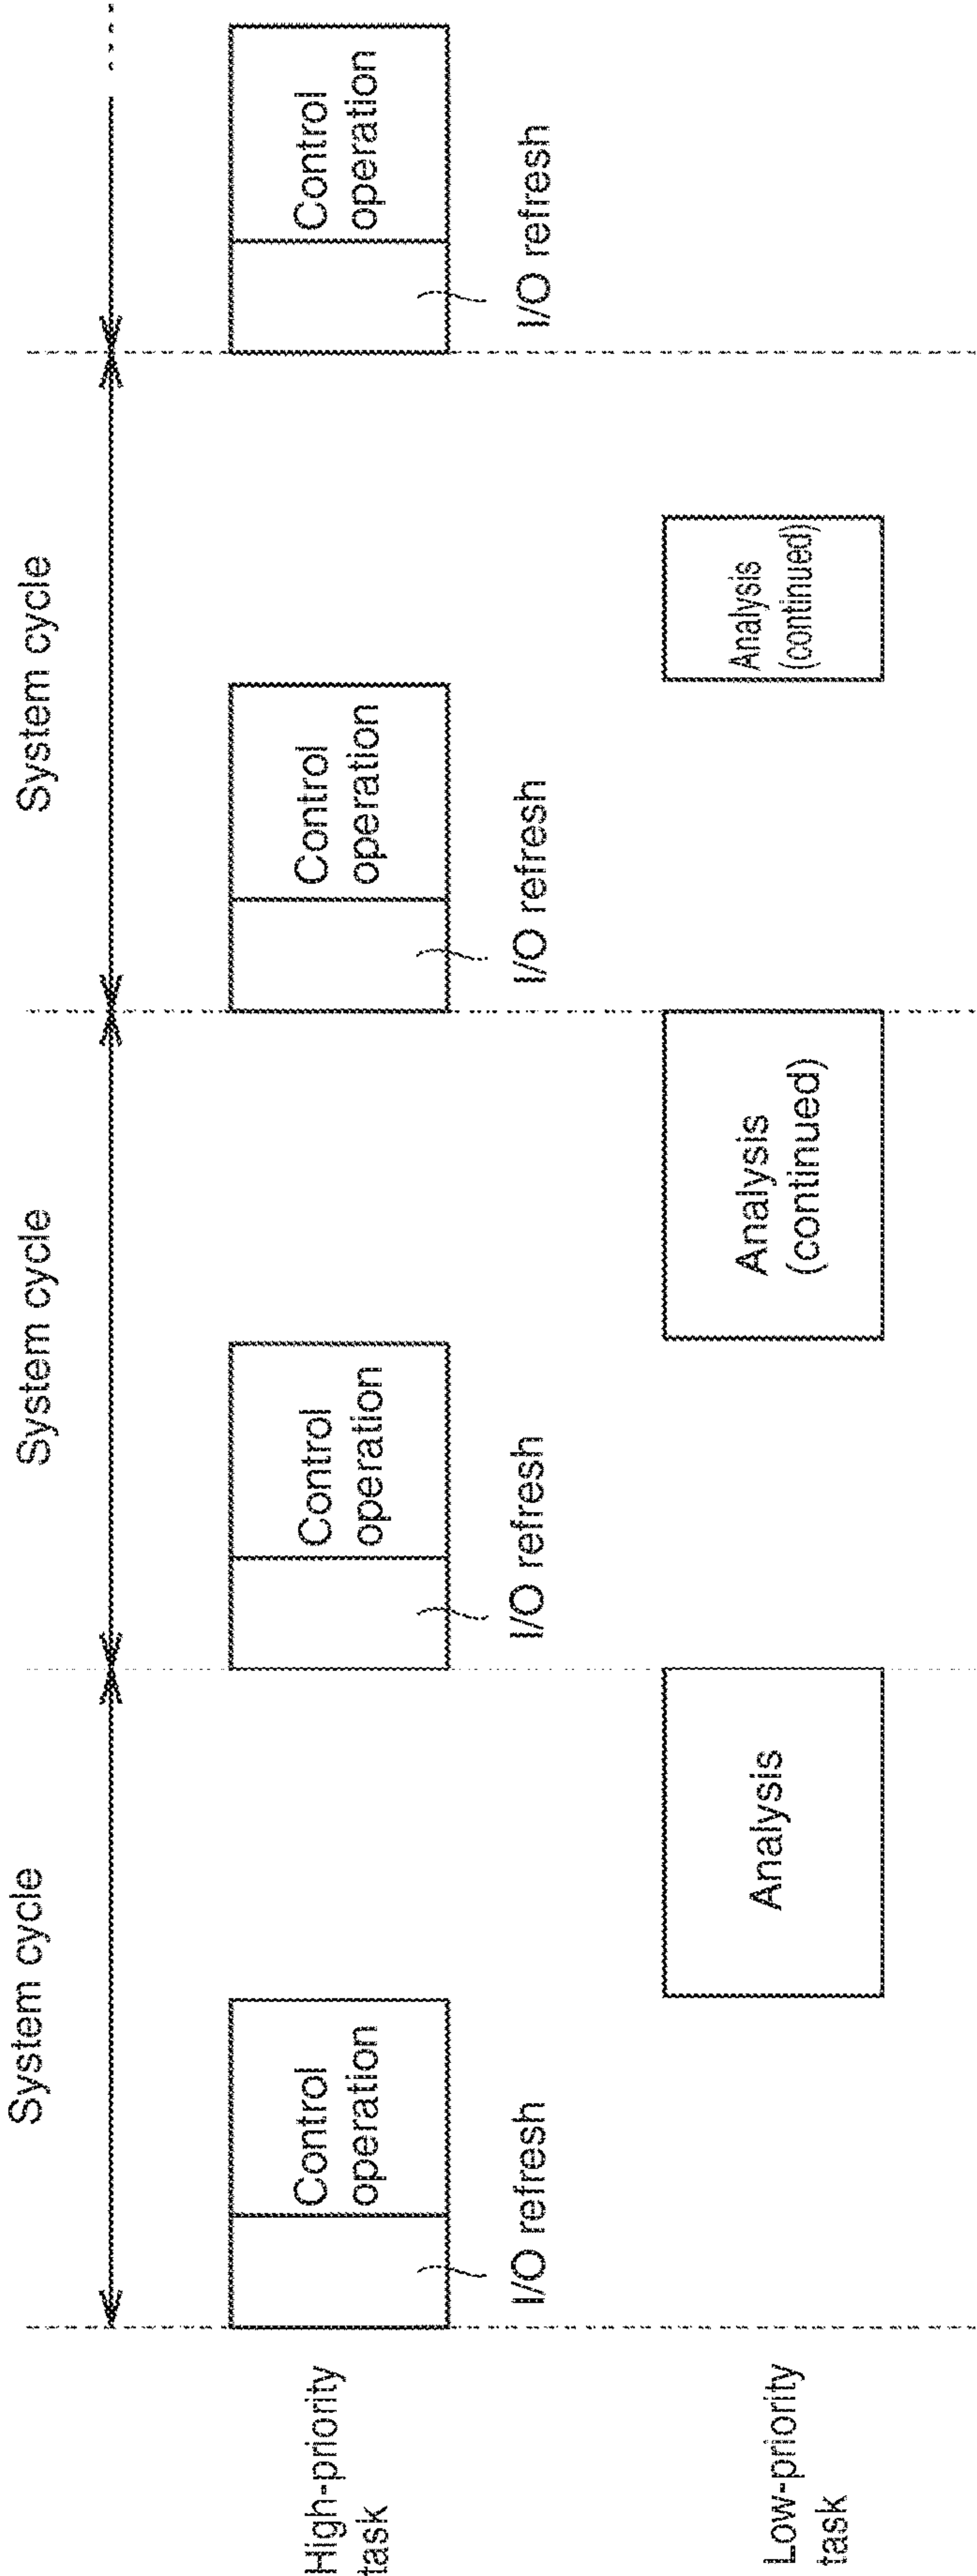 System cycle
System cycle
System cycle
High-priority
task
Control
operation
Control
operation
Control
operation
Control
operation
I/O refresh
I/O refresh
I/O refresh
I/O refresh
Low-priority
task
Analysis
Analysis
(continued)
Analysis
(continued)